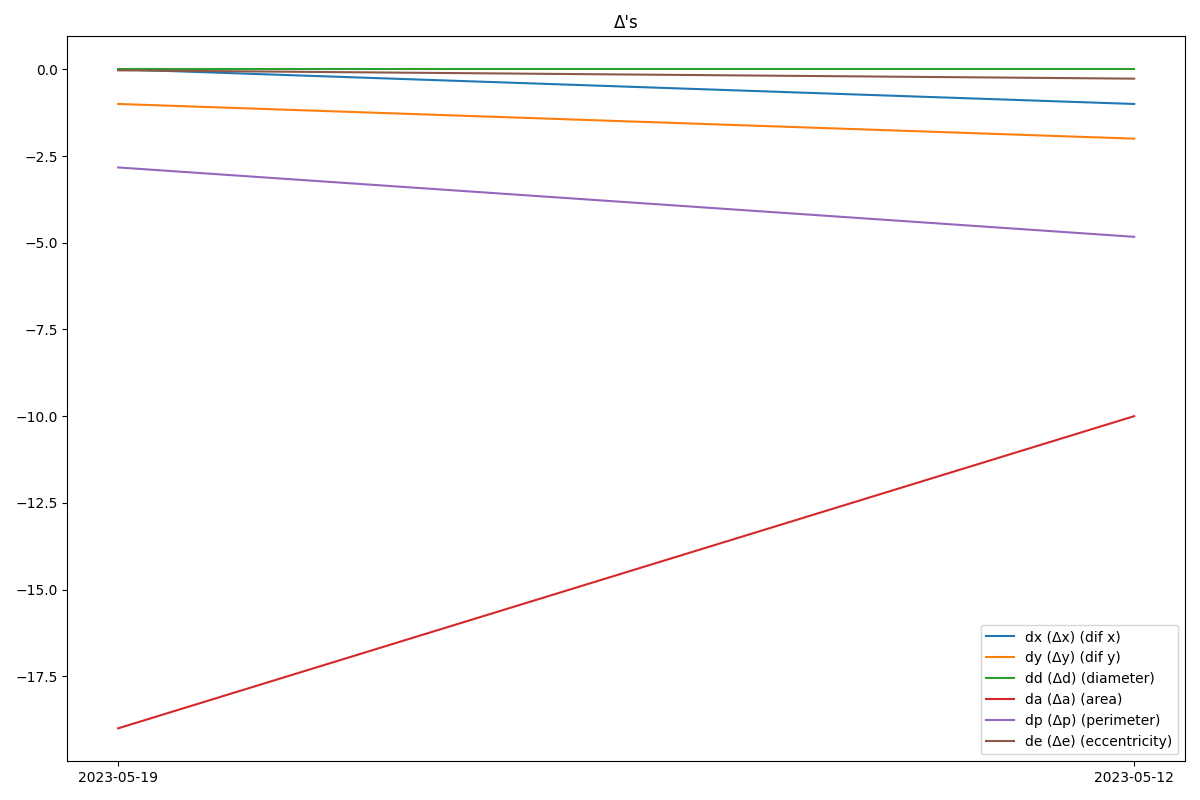 Δ's
0.0
−2.5
−5.0
−7.5
−10.0
−12.5
−15.0
−17.5
dx (Δx) (dif x)
dy (Δy) (dif y)
dd (Δd) (diameter)
da (Δa) (area)
dp (Δp) (perimeter)
de (Δe) (eccentricity)
2023-05-19 2023-05-12